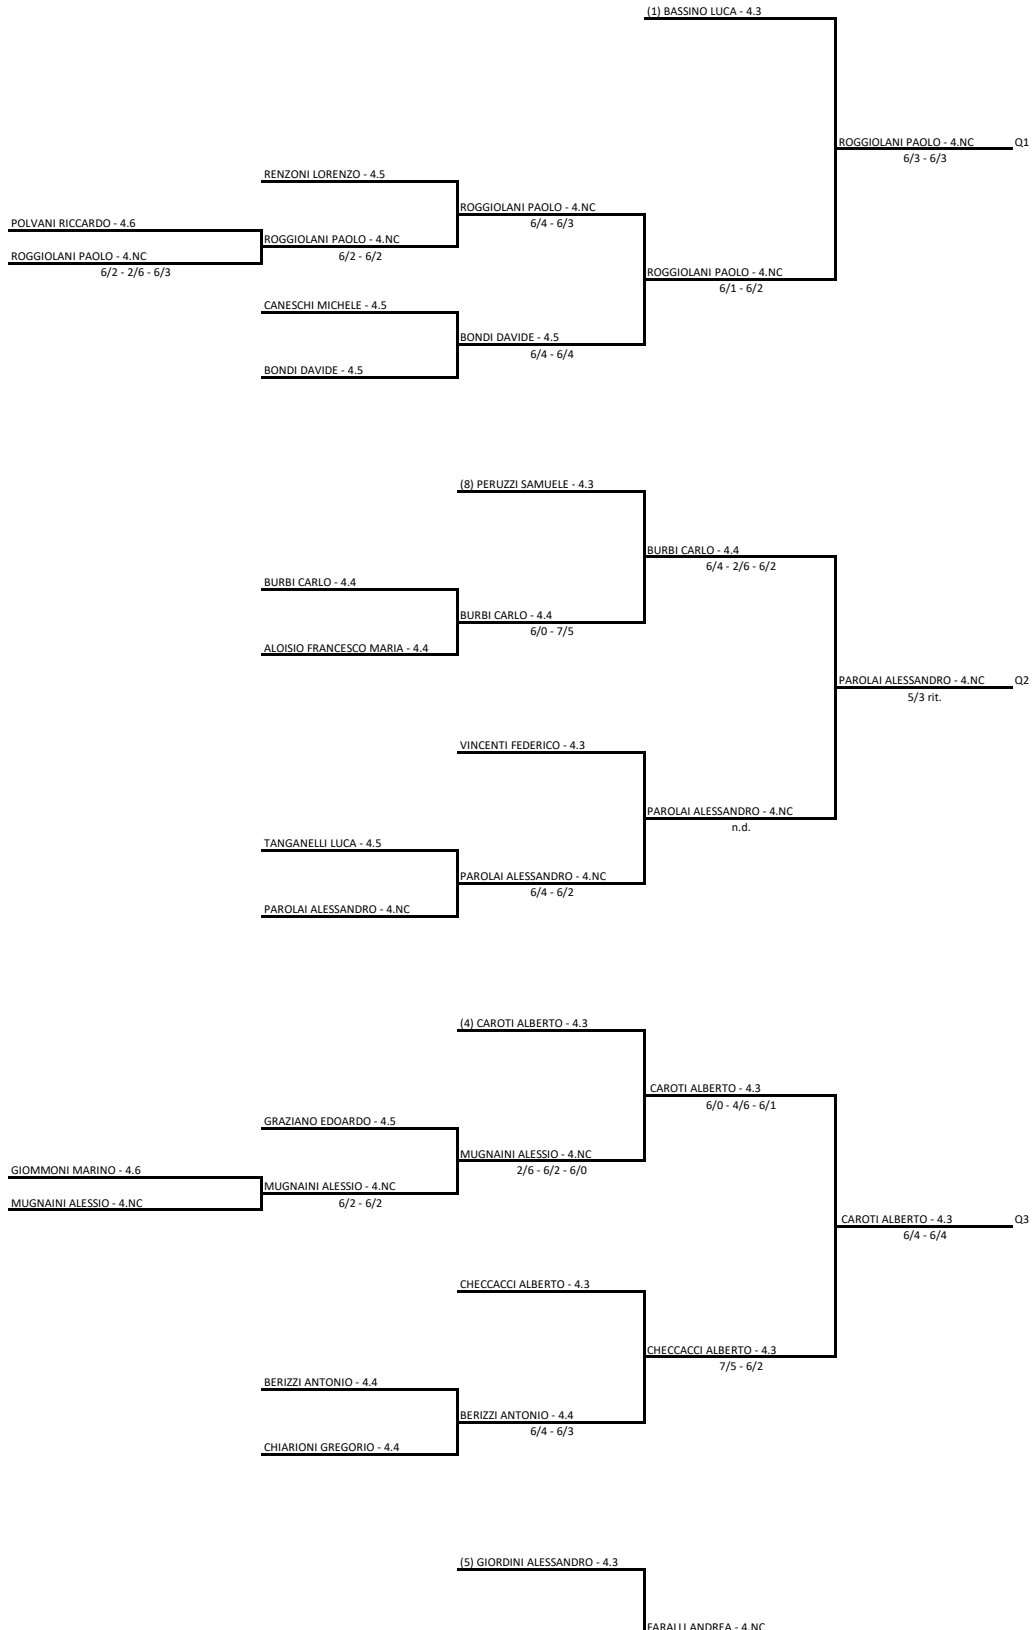 (1) BASSINO LUCA - 4.3
ROGGIOLANI PAOLO - 4.NC Q1
6/3 - 6/3
RENZONI LORENZO - 4.5
ROGGIOLANI PAOLO - 4.NC
6/4 - 6/3
POLVANI RICCARDO - 4.6
ROGGIOLANI PAOLO - 4.NC
6/2 - 6/2
ROGGIOLANI PAOLO - 4.NC
6/2 - 2/6 - 6/3
ROGGIOLANI PAOLO - 4.NC
6/1 - 6/2
CANESCHI MICHELE - 4.5
BONDI DAVIDE - 4.5
6/4 - 6/4
BONDI DAVIDE - 4.5
(8) PERUZZI SAMUELE - 4.3
BURBI CARLO - 4.4
6/4 - 2/6 - 6/2
BURBI CARLO - 4.4
BURBI CARLO - 4.4
6/0 - 7/5
ALOISIO FRANCESCO MARIA - 4.4
PAROLAI ALESSANDRO - 4.NC Q2
5/3 rit.
VINCENTI FEDERICO - 4.3
PAROLAI ALESSANDRO - 4.NC
n.d.
TANGANELLI LUCA - 4.5
PAROLAI ALESSANDRO - 4.NC
6/4 - 6/2
PAROLAI ALESSANDRO - 4.NC
(4) CAROTI ALBERTO - 4.3
CAROTI ALBERTO - 4.3
6/0 - 4/6 - 6/1
GRAZIANO EDOARDO - 4.5
MUGNAINI ALESSIO - 4.NC
2/6 - 6/2 - 6/0
GIOMMONI MARINO - 4.6
MUGNAINI ALESSIO - 4.NC
6/2 - 6/2
MUGNAINI ALESSIO - 4.NC
CAROTI ALBERTO - 4.3 Q3
6/4 - 6/4
CHECCACCI ALBERTO - 4.3
CHECCACCI ALBERTO - 4.3
7/5 - 6/2
BERIZZI ANTONIO - 4.4
BERIZZI ANTONIO - 4.4
6/4 - 6/3
CHIARIONI GREGORIO - 4.4
(5) GIORDINI ALESSANDRO - 4.3
FARALLI ANDREA - 4.NC